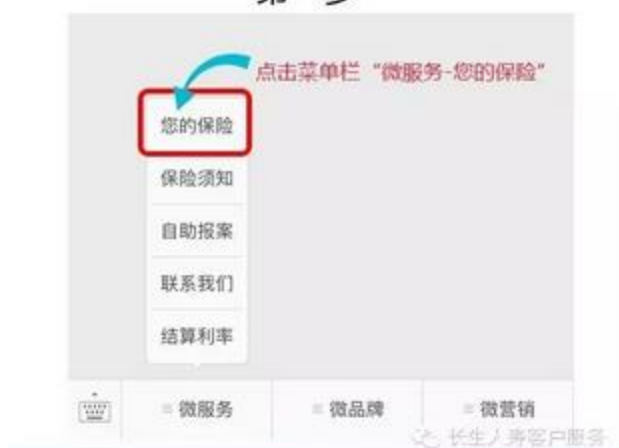 点击菜单栏“微服务-您的保险”
您的保险
保险须知
自助报案
联系我们
结算利率
微服务
微品牌
微营销
长生人寿客户服务